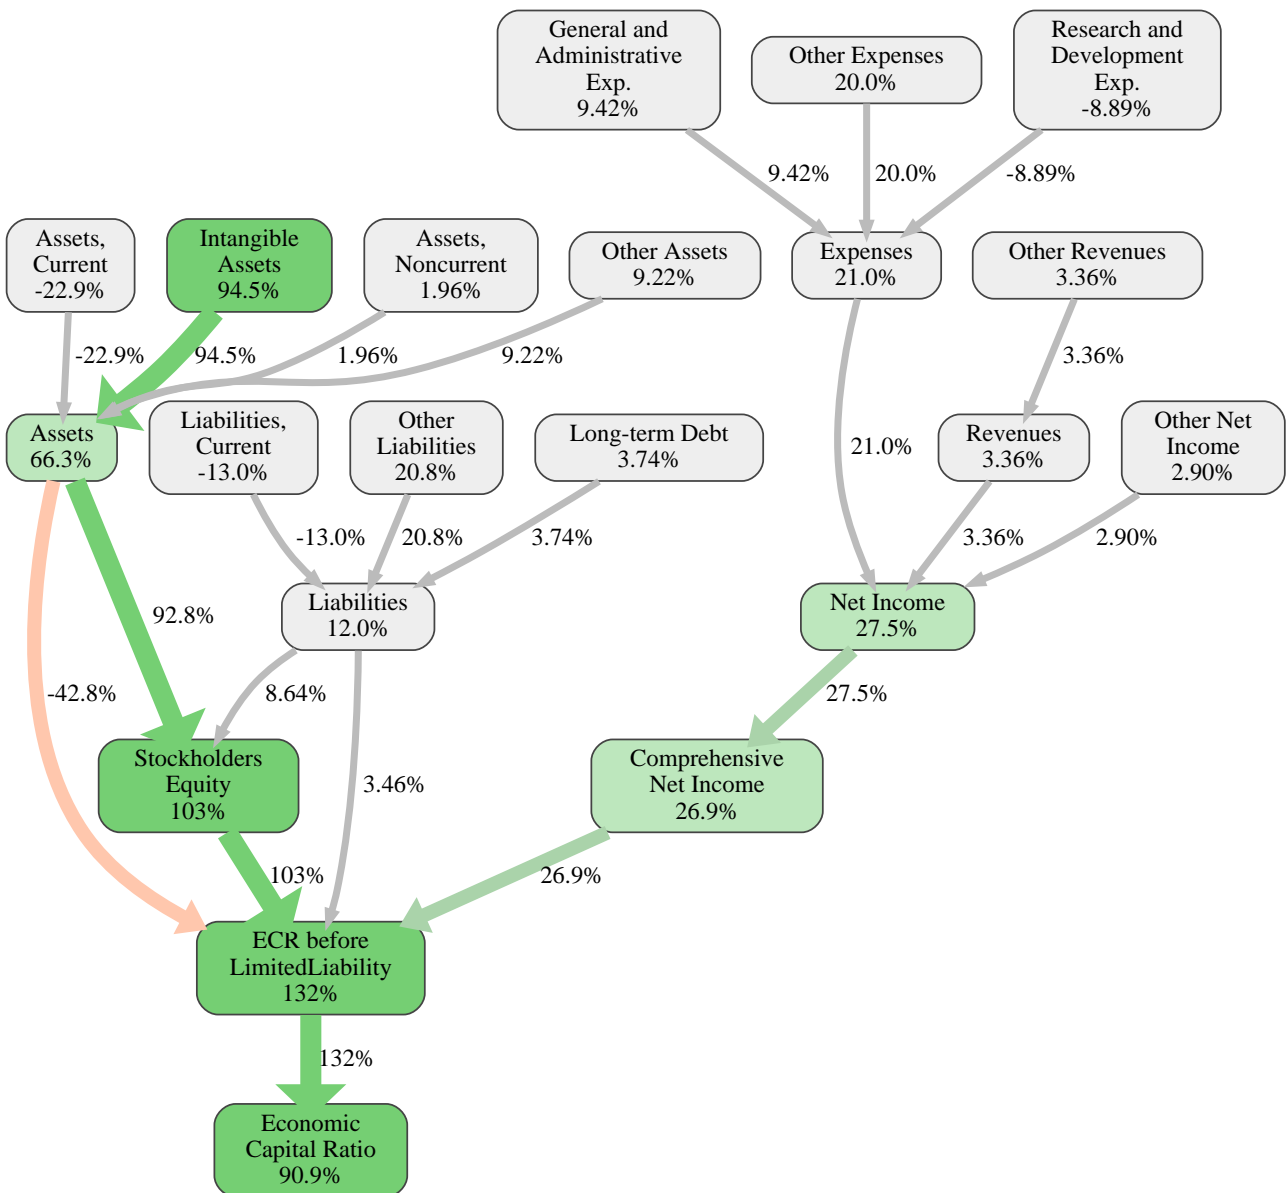 General and
Administrative
Exp.
9.42%
Other Expenses
20.0%
Research and
Development
Exp.
-8.89%
9.42%
20.0%
-8.89%
Assets,
Current
-22.9%
Intangible
Assets
94.5%
Assets,
Noncurrent
1.96%
Other Assets
9.22%
Expenses
21.0%
Other Revenues
3.36%
-22.9%
94.5%
1.96%
9.22%
3.36%
Assets
66.3%
Liabilities,
Current
-13.0%
Other
Liabilities
20.8%
Long-term Debt
3.74%
21.0%
Revenues
3.36%
Other Net
Income
2.90%
-13.0%
20.8%
3.74%
3.36%
2.90%
92.8%
Liabilities
12.0%
Net Income
27.5%
-42.8%
8.64%
27.5%
Stockholders
Equity
103%
3.46%
Comprehensive
Net Income
26.9%
103%
26.9%
ECR before
LimitedLiability
132%
132%
Economic
Capital Ratio
90.9%